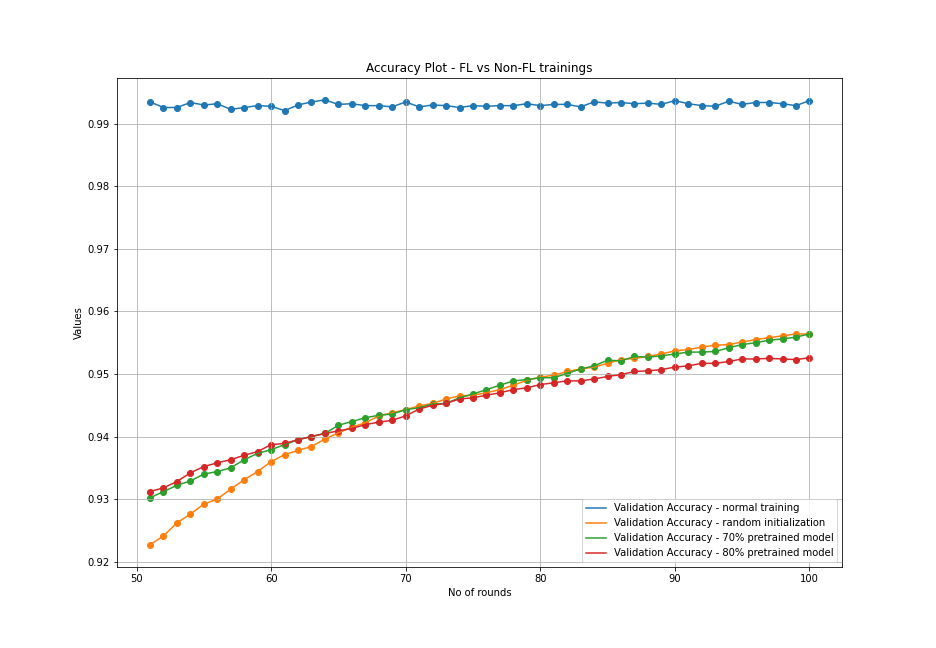 Accuracy Plot - FL vs Non-FL trainings
Values
0.99
0.98
0.97
0.96
0.95
0.94
0.93
0.92
Validation Accuracy - normal training
Validation Accuracy - random initialization
Validation Accuracy - 70% pretrained model
Validation Accuracy - 80% pretrained model
50 60 70 80 90 100
No of rounds